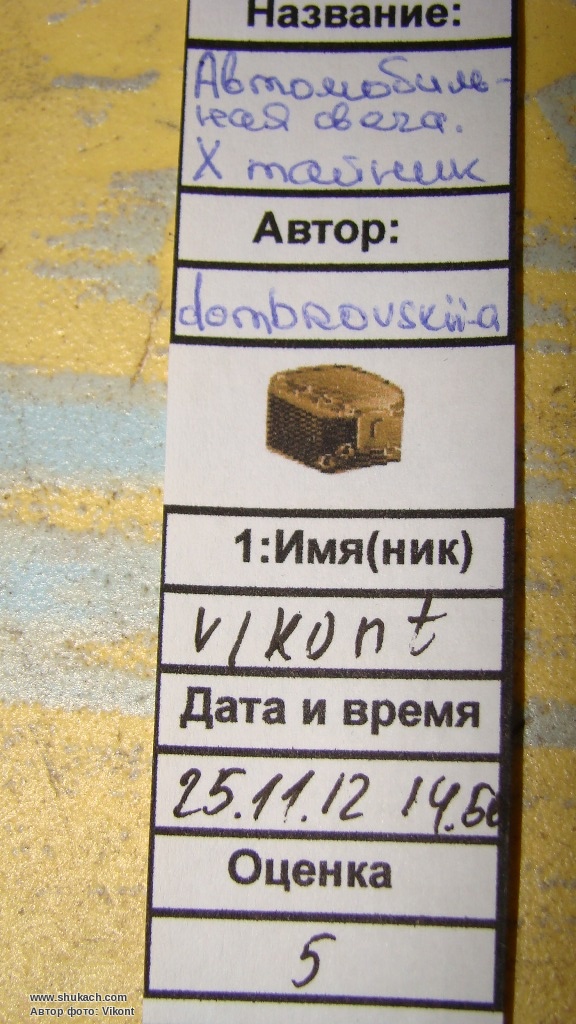 Название:
Автомобиль-
ная свеча.
X тайник
Автор:
dombrovskii-a
1:Имя(ник)
vikont
Дата и время
25.11.12 14.50
Оценка
5
www.shukach.com
Автор фото: Vikont